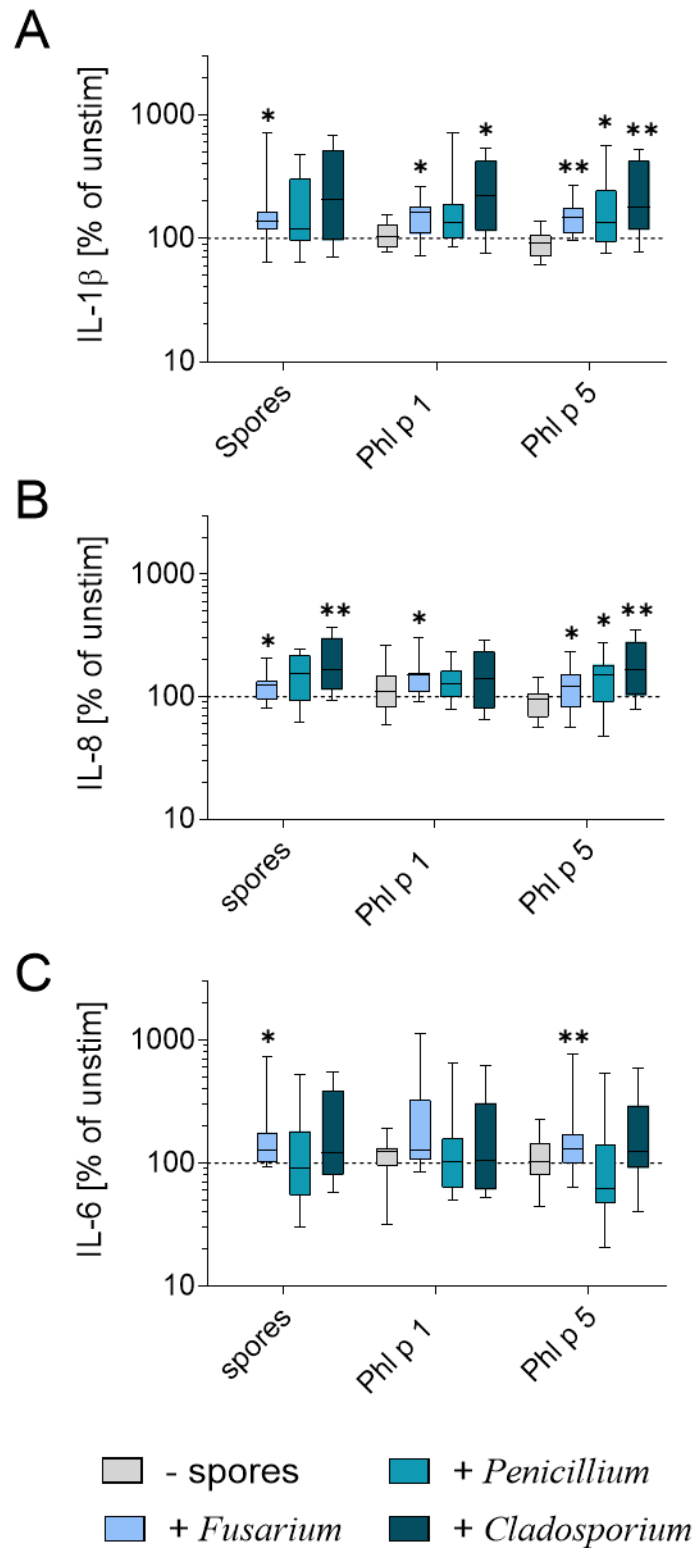 A
IL-1β [% of unstim]
1000
100
10
* * * ** * **
Spores Phl p 1 Phl p 5
B
IL-8 [% of unstim]
1000
100
10
* ** * * * **
spores Phl p 1 Phl p 5
C
IL-6 [% of unstim]
1000
100
10
* **
spores Phl p 1 Phl p 5
- spores + Penicillium
+ Fusarium + Cladosporium